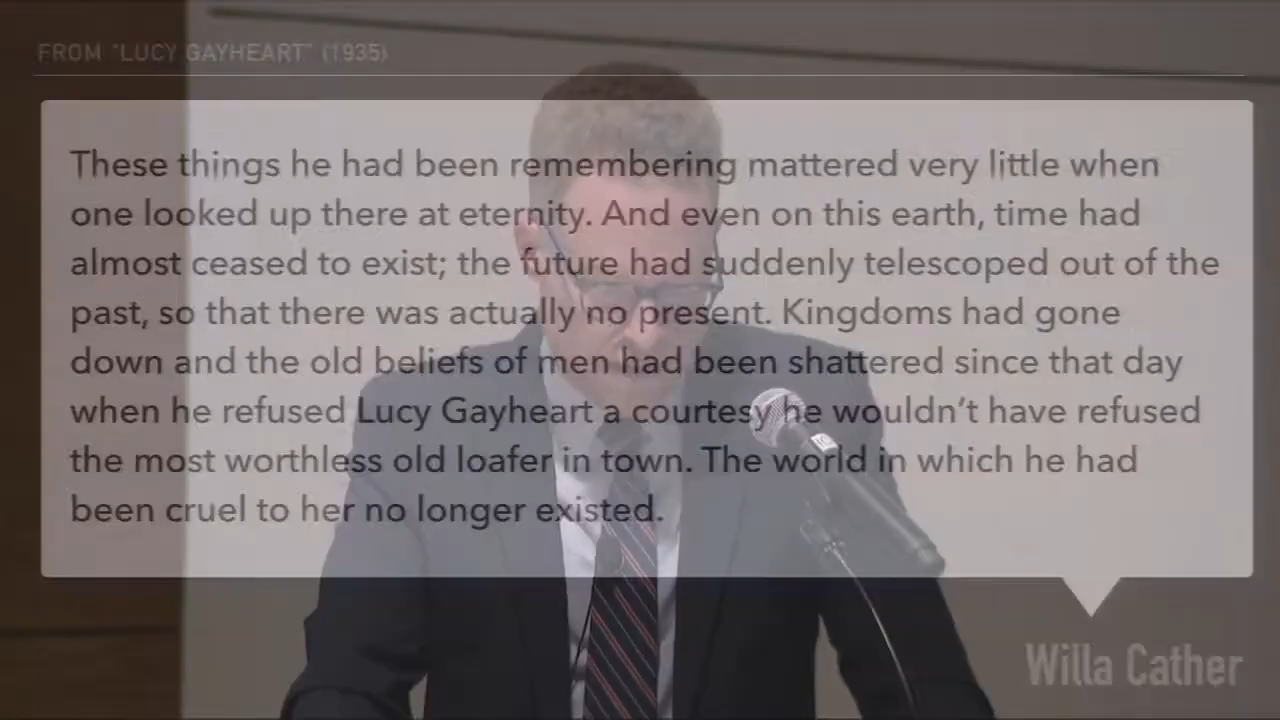 FROM "LUCY GAYHEART" (1935)
These things he had been remembering mattered very little when
one looked up there at eternity. And even on this earth, time had
almost ceased to exist; the future had suddenly telescoped out of the
past, so that there was actually no present. Kingdoms had gone
down and the old beliefs of men had been shattered since that day
when he refused Lucy Gayheart a courtesy he wouldn't have refused
the most worthless old loafer in town. The world in which he had
been cruel to her no longer existed.
Willa Cather